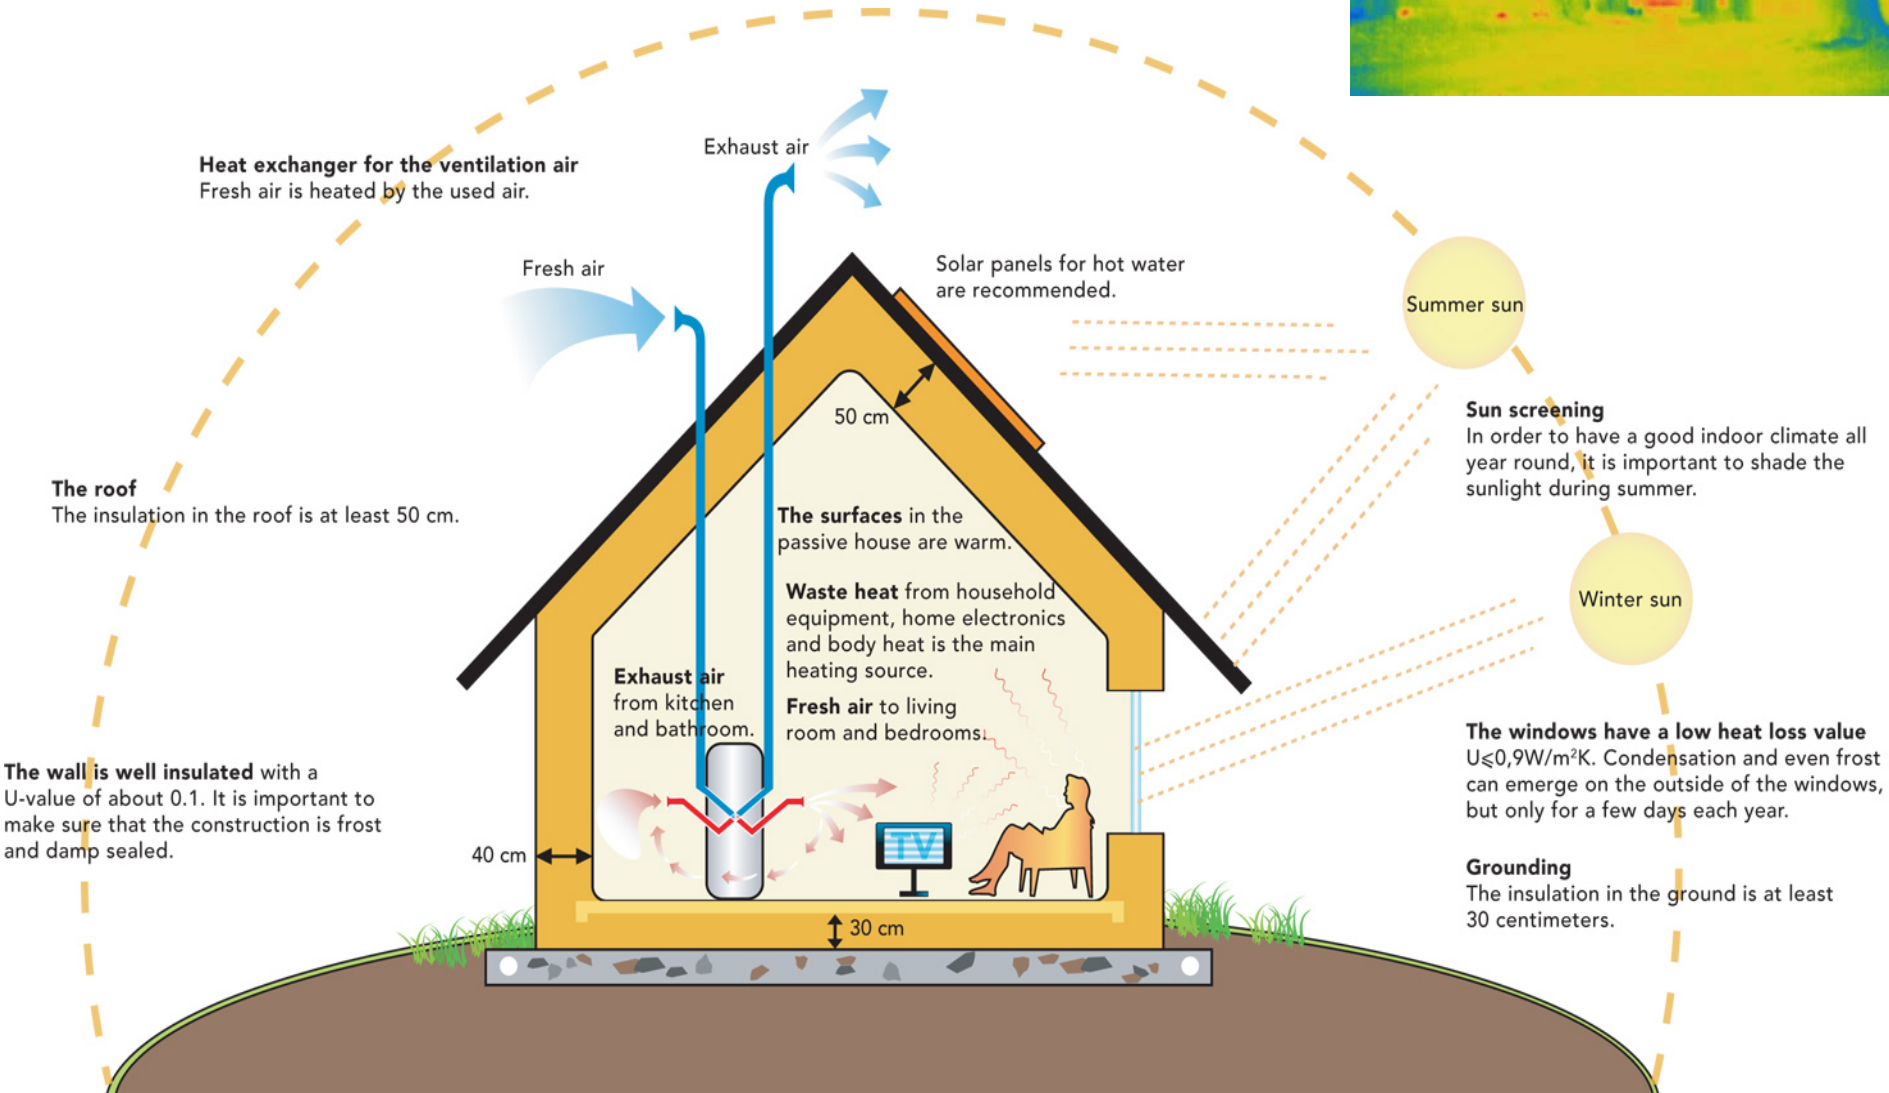 Exhaust air
Heat exchanger for the ventilation air
Fresh air is heated by the used air.
Fresh air
Solar panels for hot water
are recommended.
Summer sun
50 cm
Sun screening
In order to have a good indoor climate all
year round, it is important to shade the
sunlight during summer.
The roof
The insulation in the roof is at least 50 cm.
The surfaces in the
passive house are warm.
Waste heat from household
equipment, home electronics
and body heat is the main
heating source.
Winter sun
Exhaust air
from kitchen
and bathroom.
Fresh air to living
room and bedrooms.
The windows have a low heat loss value
U⩽0,9W/m²K. Condensation and even frost
can emerge on the outside of the windows,
but only for a few days each year.
The wall is well insulated with a
U-value of about 0.1. It is important to
make sure that the construction is frost
and damp sealed.
40 cm
TV
Grounding
The insulation in the ground is at least
30 centimeters.
30 cm